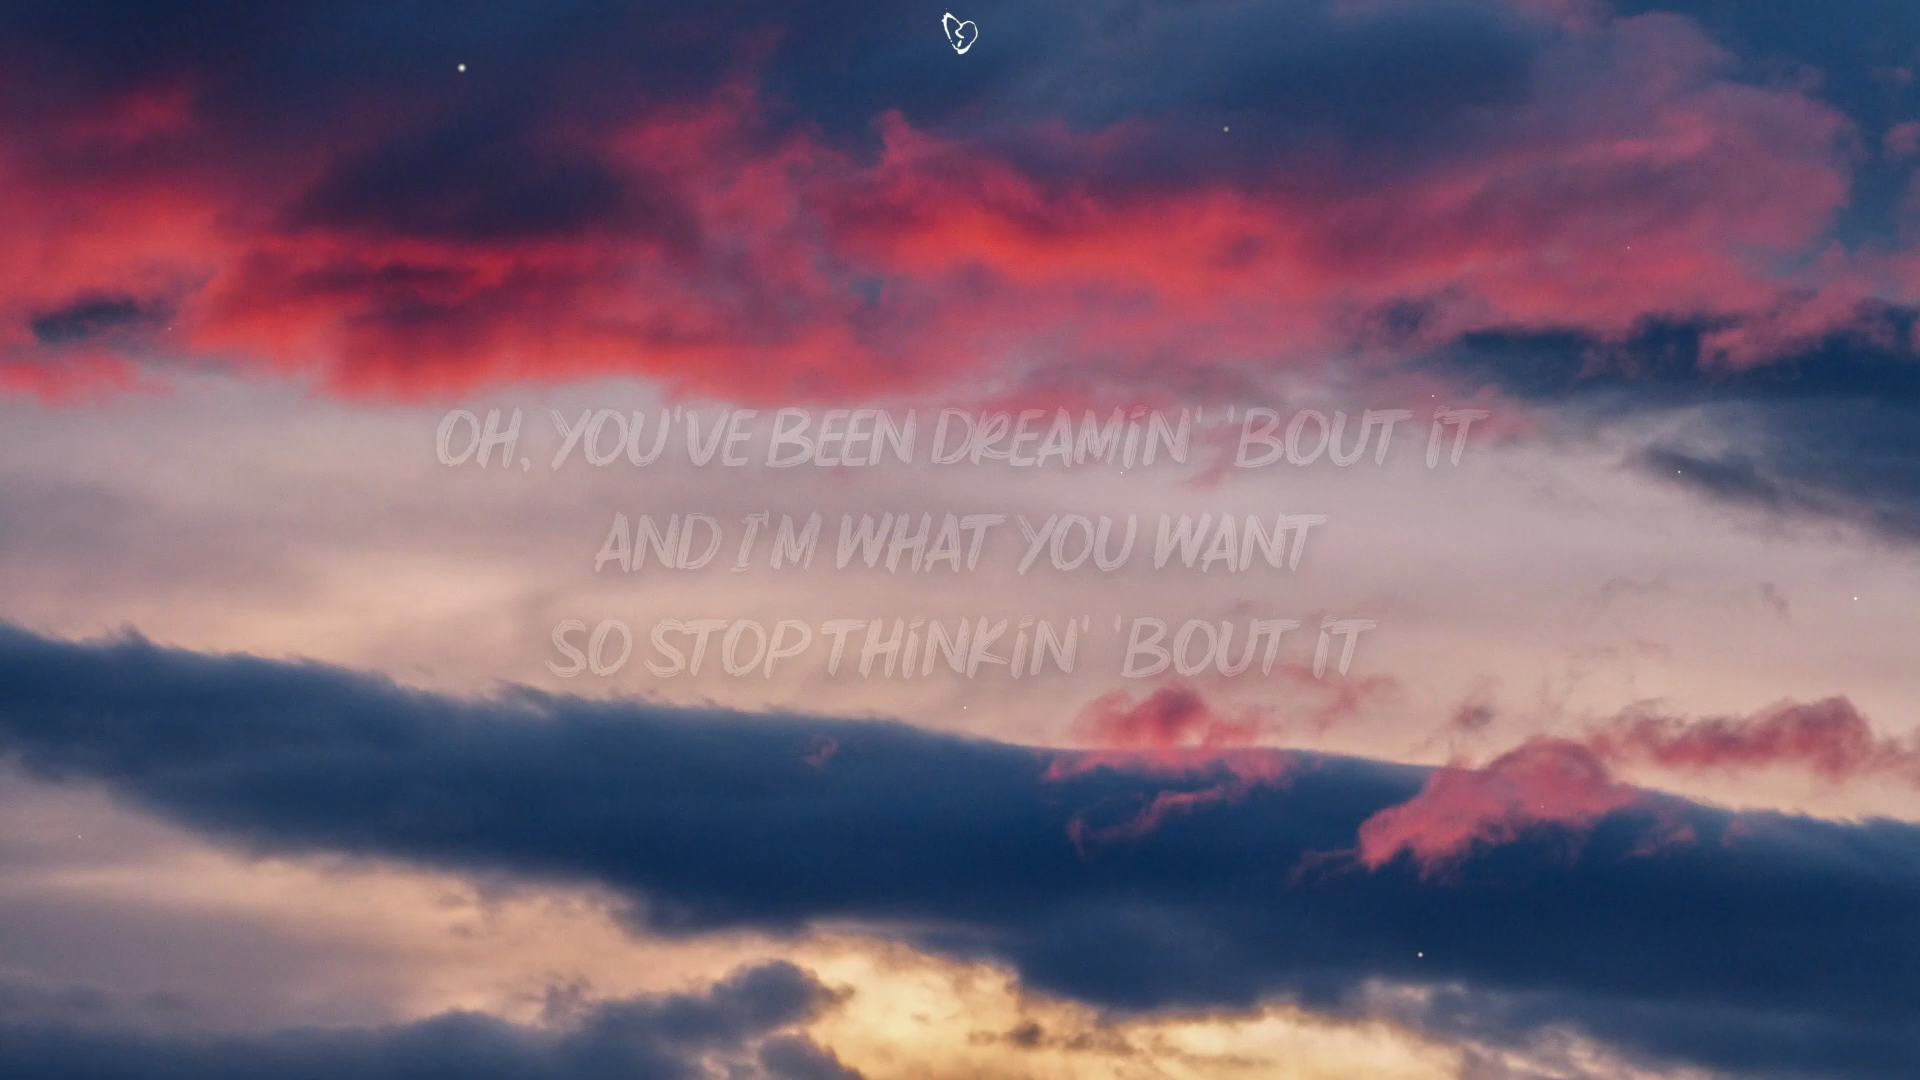 OH, YOU'VE BEEN DREAMIN' 'BOUT IT
AND I'M WHAT YOU WANT
SO STOP THINKIN' 'BOUT IT